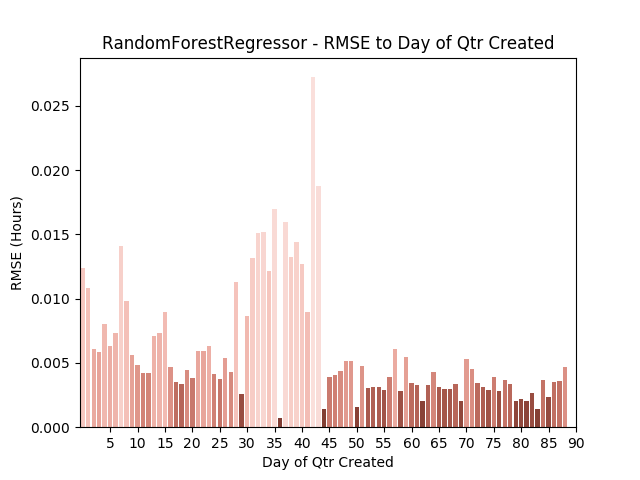 RandomForestRegressor - RMSE to Day of Qtr Created
0.025
0.020
0.015
0.010
0.005
0.000
RMSE (Hours)
5 10 15 20 25 30 35 40 45 50 55 60 65 70 75 80 85 90
Day of Qtr Created